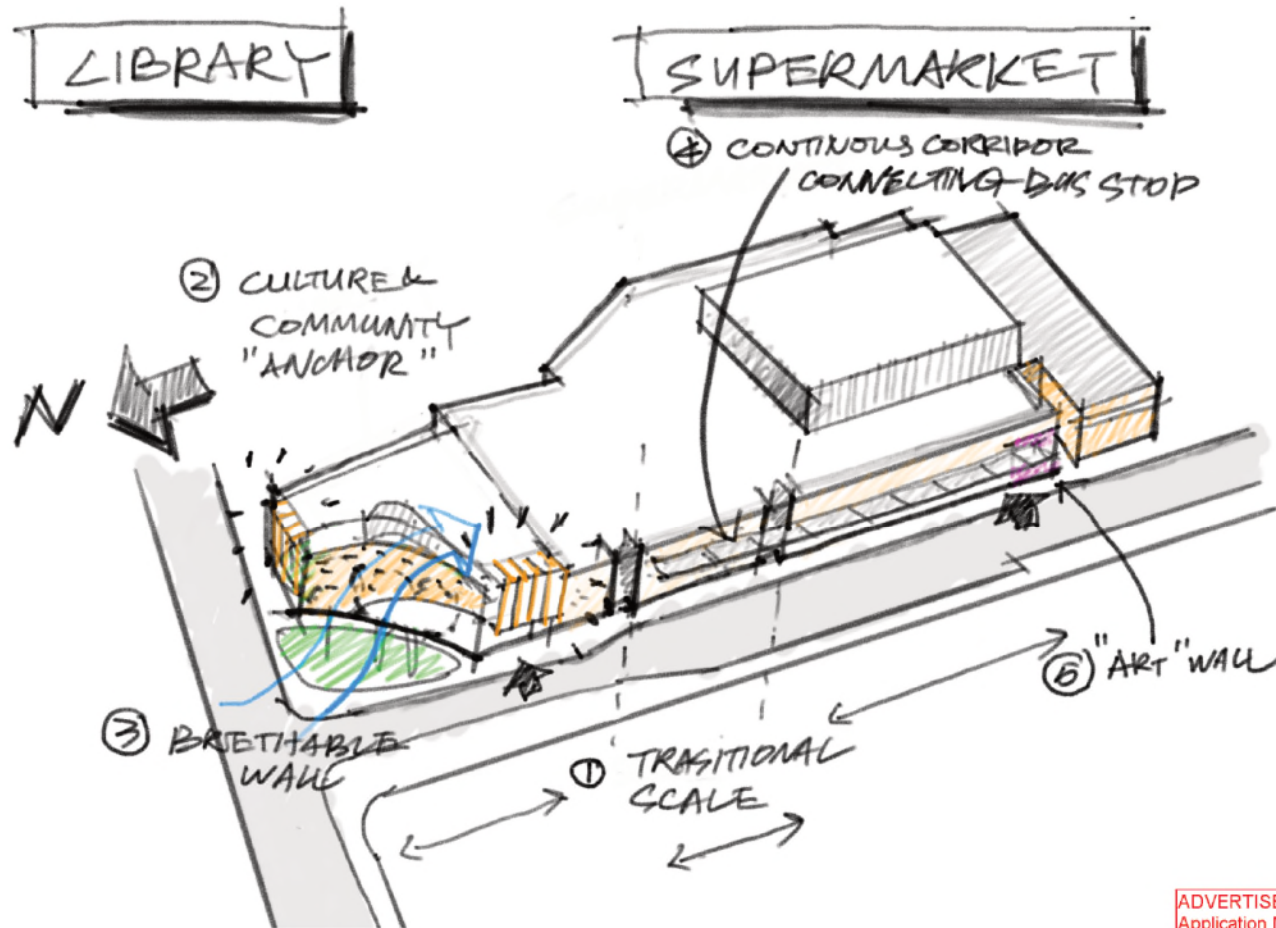 LIBRARY
SUPERMARKET
④ CONTINOUS CORRIDOR
CONNECTING BUS STOP
② CULTURE &
COMMUNITY
"ANCHOR"
N
⑤ "ART" WALL
③ BRETHABLE
WALL
① TRASITIONAL
SCALE
ADVERTISE
Application